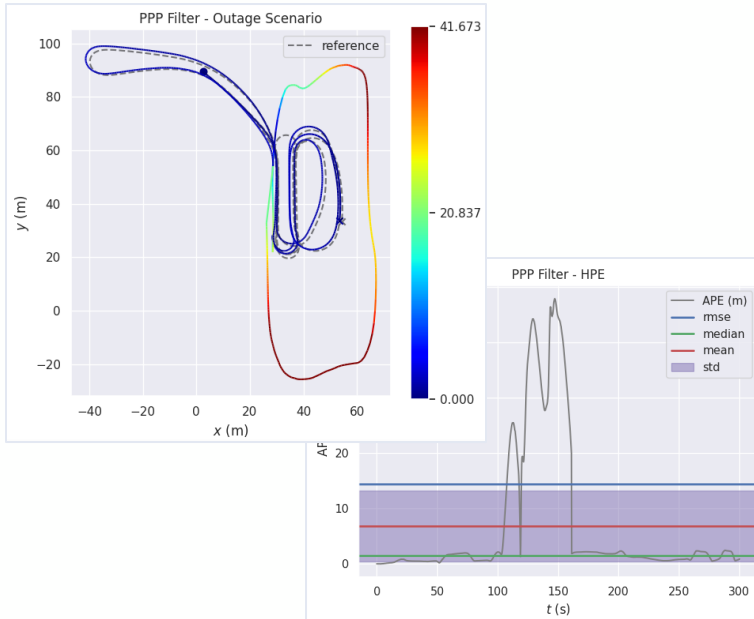 PPP Filter - Outage Scenario
reference
100
80
60
40
20
0
−20
y (m)
−40
−20
0
20
40
60
x (m)
41.673
20.837
0.000
PPP Filter - HPE
APE (m)
rmse
median
mean
std
20
10
0
0
50
100
150
200
250
300
t (s)